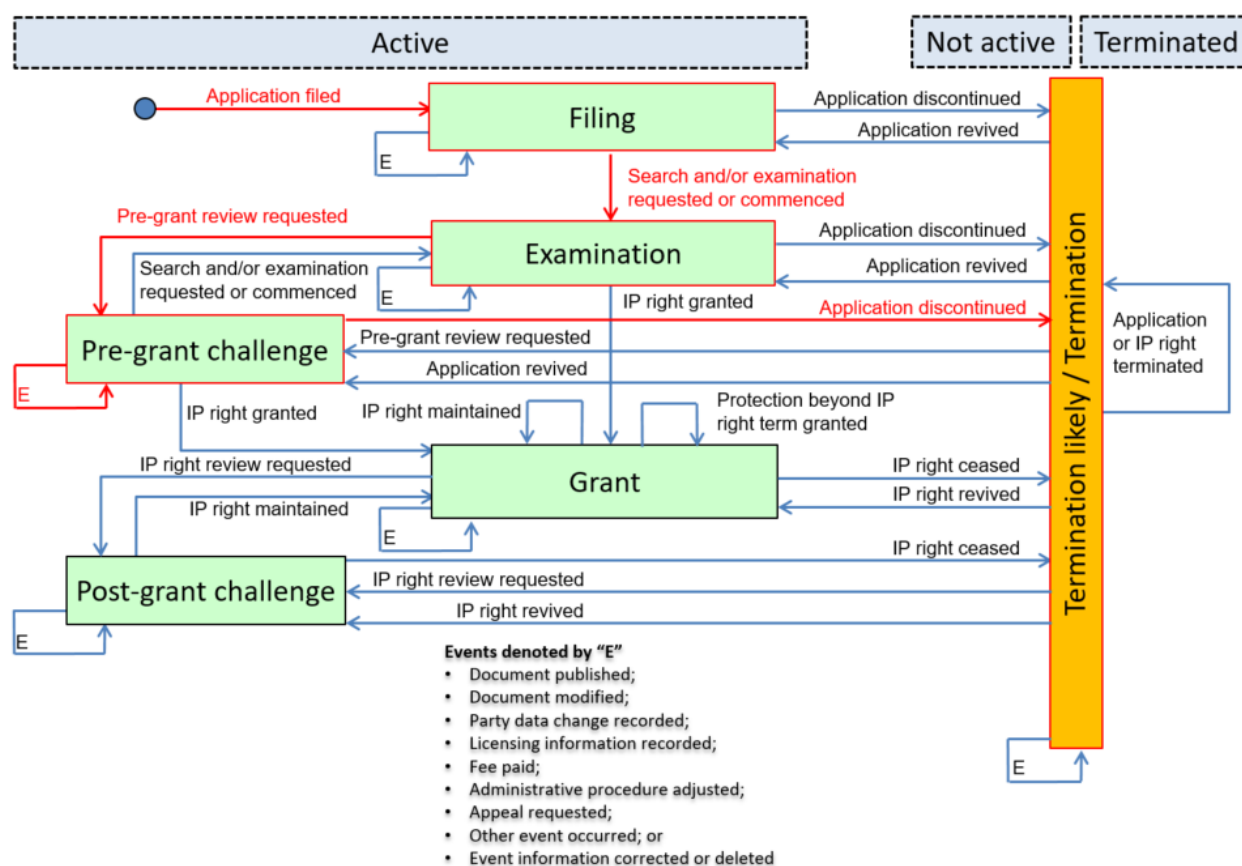 Active
Not active
Terminated
Application filed
Filing
Application discontinued
Application revived
E
Search and/or examination
requested or commenced
Pre-grant review requested
Examination
Application discontinued
Application revived
Search and/or examination
requested or commenced
E
IP right granted
Application discontinued
Pre-grant challenge
Pre-grant review requested
Application revived
E
Application
or IP right
terminated
Termination likely / Termination
IP right granted
IP right maintained
Protection beyond IP
right term granted
IP right review requested
Grant
IP right ceased
IP right revived
IP right maintained
E
IP right ceased
Post-grant challenge
IP right review requested
IP right revived
E
Events denoted by “E”
• Document published;
• Document modified;
• Party data change recorded;
• Licensing information recorded;
• Fee paid;
• Administrative procedure adjusted;
• Appeal requested;
• Other event occurred; or
• Event information corrected or deleted
E